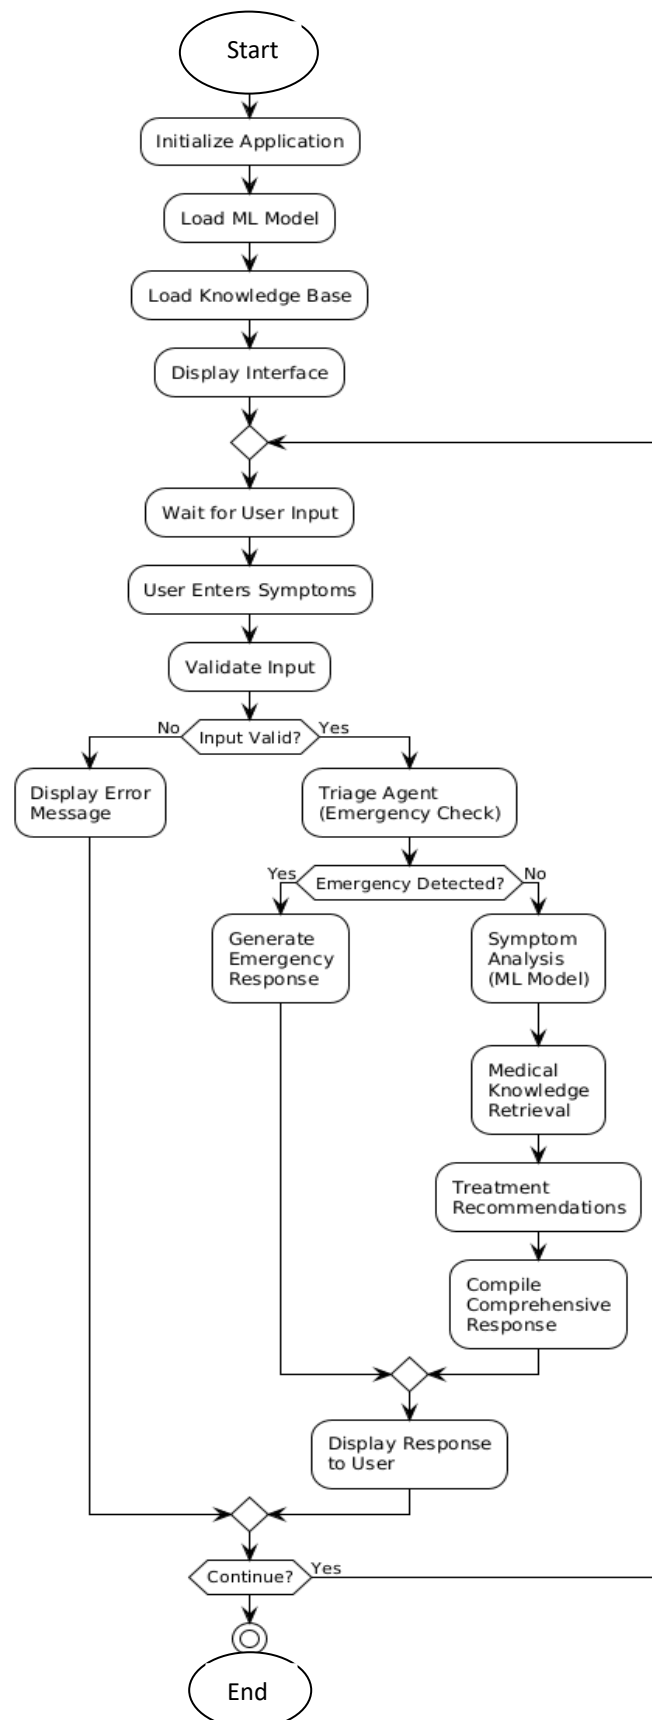 Start
Initialize Application
Load ML Model
Load Knowledge Base
Display Interface
Wait for User Input
User Enters Symptoms
Validate Input
No
Input Valid?
Yes
Display Error
Message
Triage Agent
(Emergency Check)
Yes
Emergency Detected?
No
Generate
Emergency
Response
Symptom
Analysis
(ML Model)
Medical
Knowledge
Retrieval
Treatment
Recommendations
Compile
Comprehensive
Response
Display Response
to User
Continue?
Yes
End